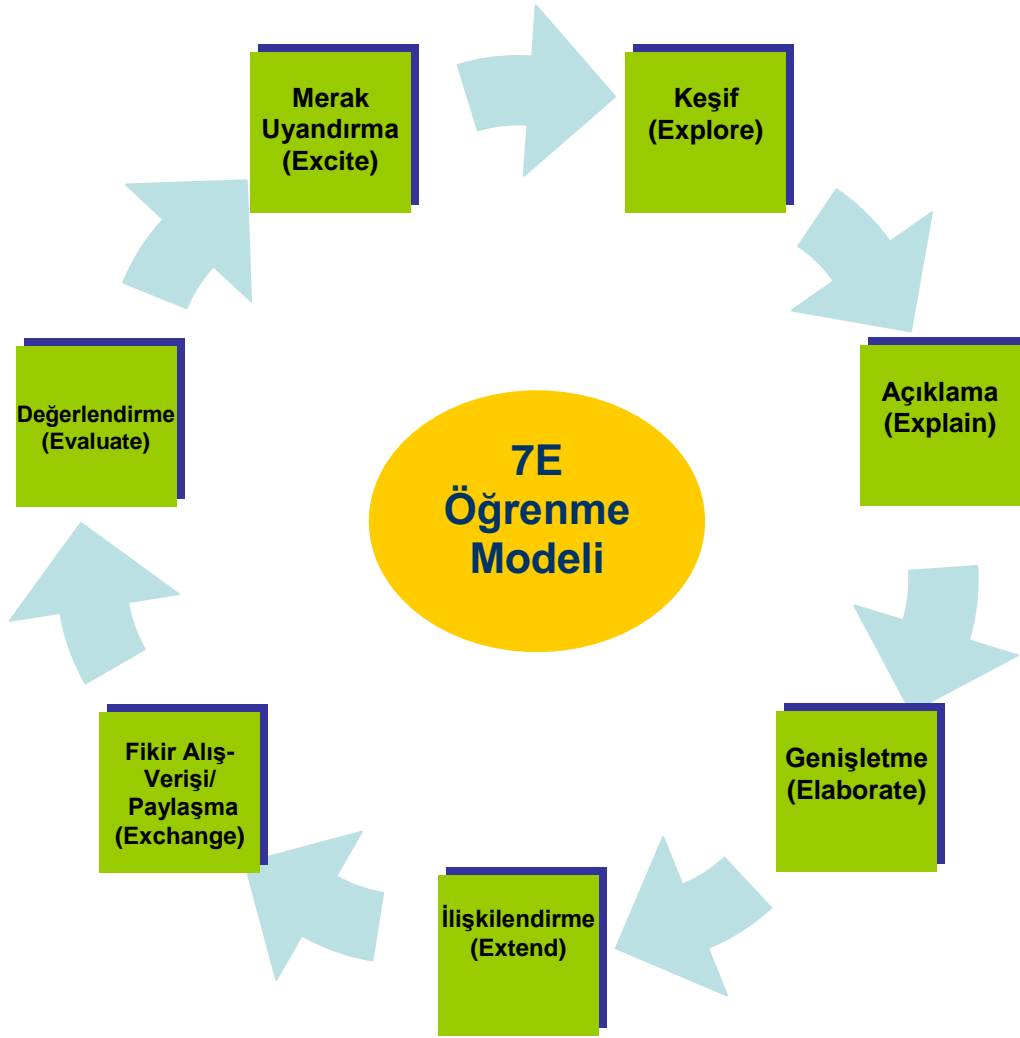 Merak
Uyandırma
(Excite)
Keşif
(Explore)
Açıklama
(Explain)
Genişletme
(Elaborate)
İlişkilendirme
(Extend)
Fikir Alış-
Verişi/
Paylaşma
(Exchange)
Değerlendirme
(Evaluate)
7E
Öğrenme
Modeli